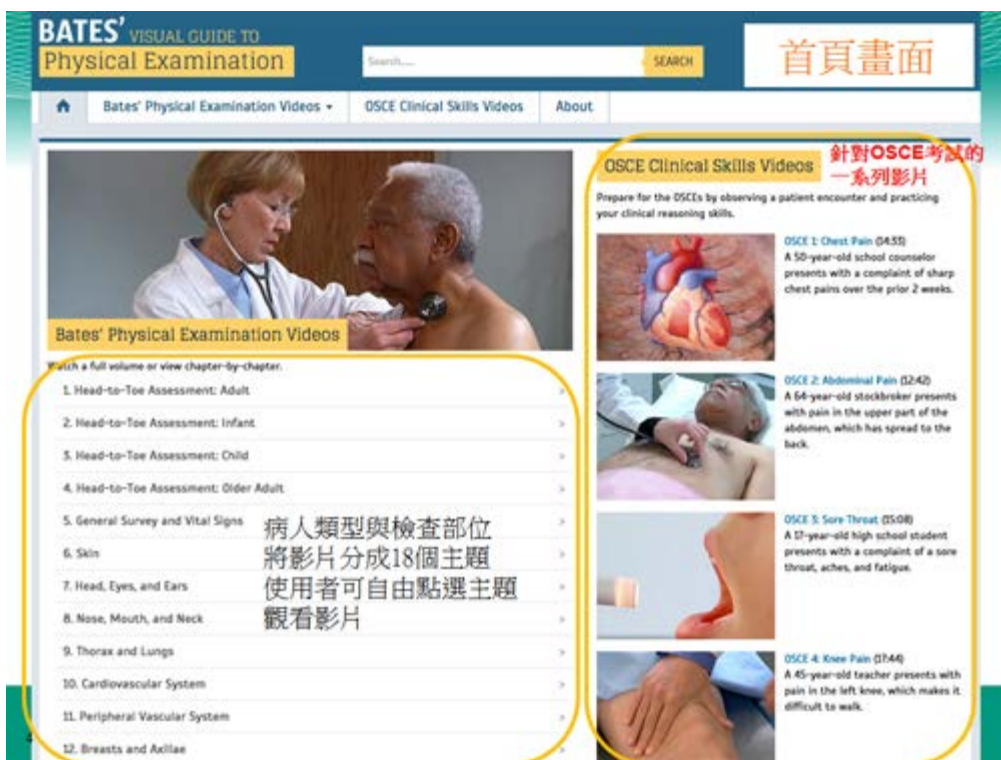 BATES' VISUAL GUIDE TO
Physical Examination
Search.....
SEARCH
首頁畫面
Bates' Physical Examination Videos
OSCE Clinical Skills Videos
About
Bates' Physical Examination Videos
Watch a full volume or view chapter-by-chapter.
1. Head-to-Toe Assessment: Adult
2. Head-to-Toe Assessment: Infant
3. Head-to-Toe Assessment: Child
4. Head-to-Toe Assessment: Older Adult
5. General Survey and Vital Signs
6. Skin
7. Head, Eyes, and Ears
8. Nose, Mouth, and Neck
9. Thorax and Lungs
10. Cardiovascular System
11. Peripheral Vascular System
12. Breasts and Axillae
病人類型與檢查部位
將影片分成18個主題
使用者可自由點選主題
觀看影片
OSCE Clinical Skills Videos
針對OSCE考試的
一系列影片
Prepare for the OSCEs by observing a patient encounter and practicing
your clinical reasoning skills.
OSCE 1: Chest Pain (14:33)
A 50-year-old school counselor
presents with a complaint of sharp
chest pains over the prior 2 weeks.
OSCE 2: Abdominal Pain (12:42)
A 64-year-old stockbroker presents
with pain in the upper part of the
abdomen, which has spread to the
back.
OSCE 3: Sore Throat (15:08)
A 17-year-old high school student
presents with a complaint of a sore
throat, aches, and fatigue.
OSCE 4: Knee Pain (17:44)
A 45-year-old teacher presents with
pain in the left knee, which makes it
difficult to walk.
4